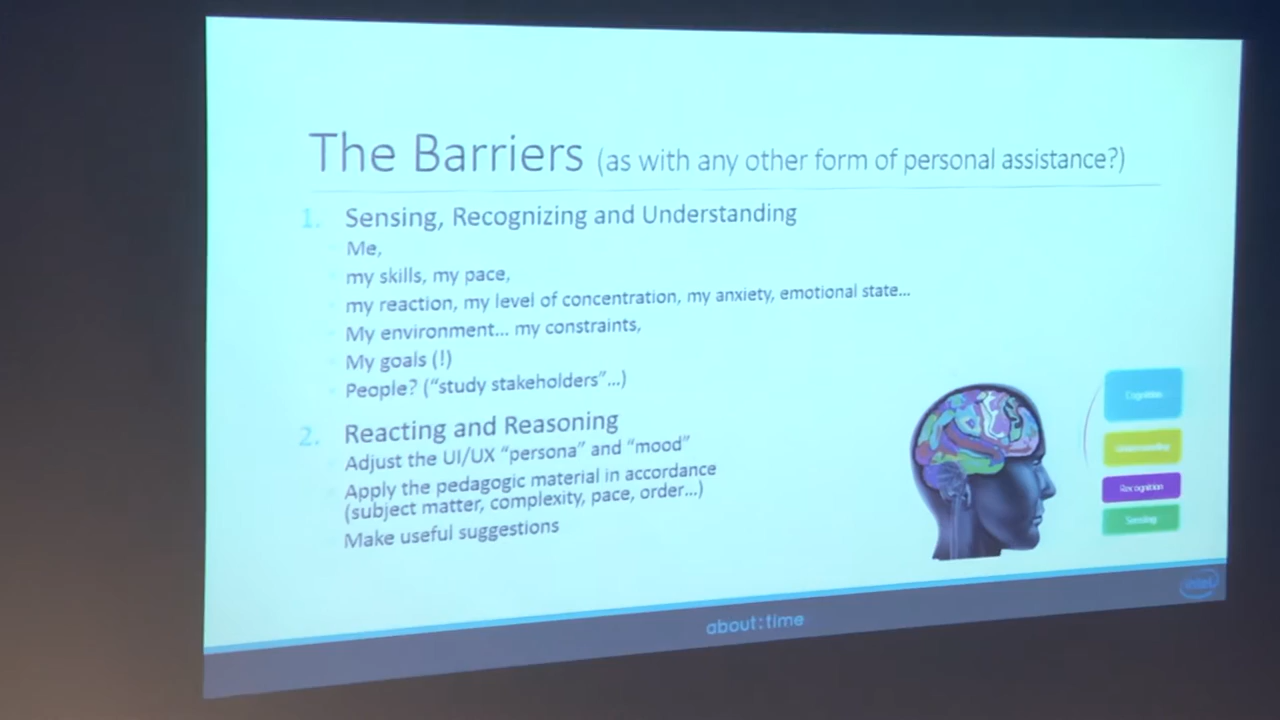 The Barriers (as with any other form of personal assistance?)
1. Sensing, Recognizing and Understanding
Me,
my skills, my pace,
my reaction, my level of concentration, my anxiety, emotional state...
My environment... my constraints,
My goals (!)
People? ("study stakeholders"...)
2. Reacting and Reasoning
Adjust the UI/UX "persona" and "mood"
Apply the pedagogic material in accordance
(subject matter, complexity, pace, order...)
Make useful suggestions
Cognition
Understanding
Recognition
Sensing
about:time
intel